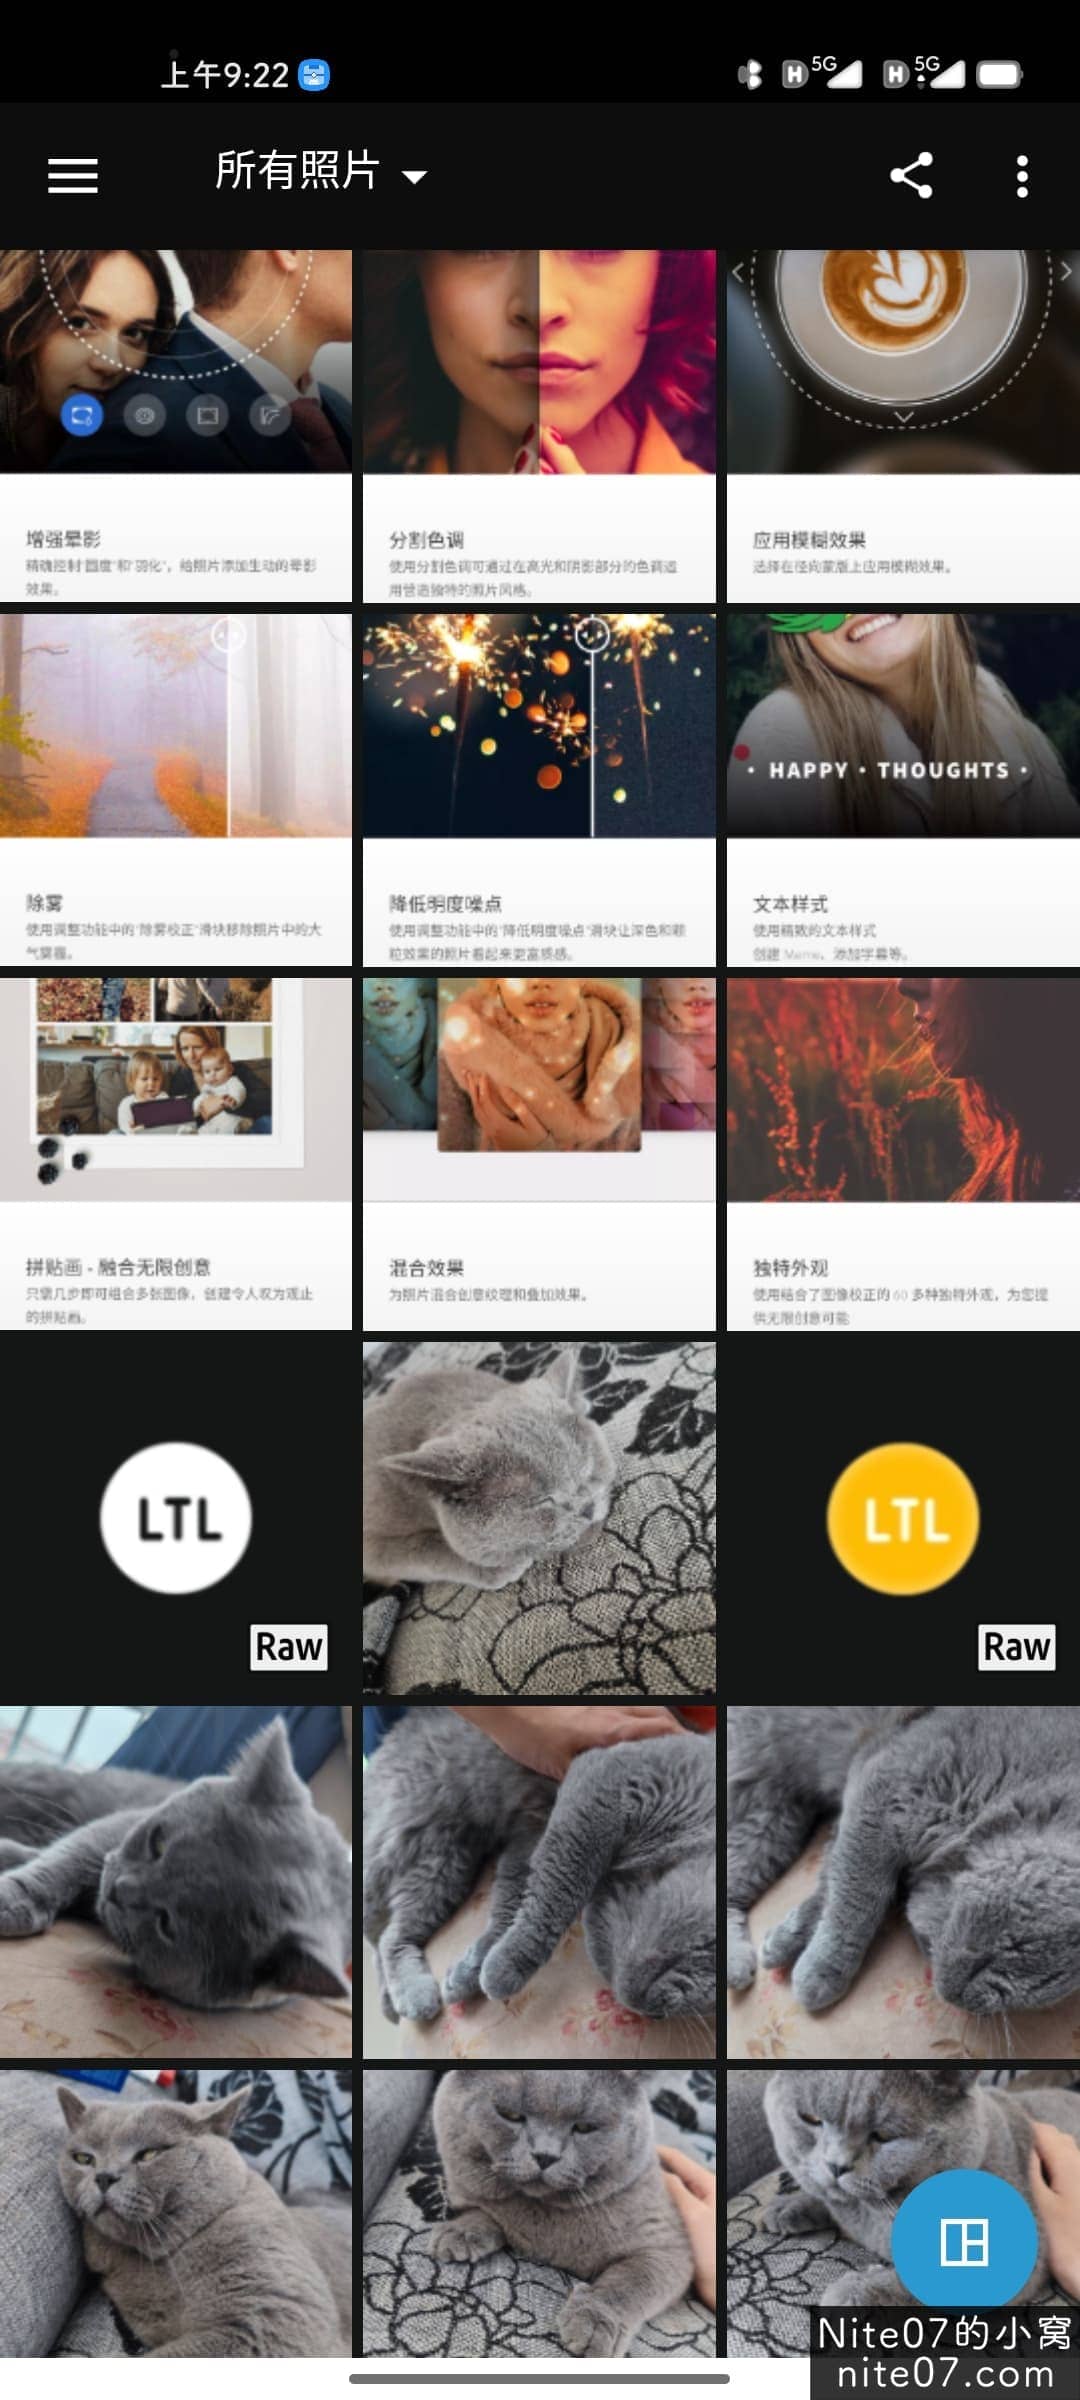 上午9:22
5G
5G
所有照片
增强晕影
精确控制"圆度"和"羽化"，给照片添加生动的晕影
效果。
分割色调
使用分割色调可通过在高光和阴影部分的色调运
用营造独特的照片风格。
应用模糊效果
选择在径向蒙版上应用模糊效果。
除雾
使用调整功能中的"除雾校正"滑块移除照片中的大
气雾霾。
降低明度噪点
使用调整功能中的"降低明度噪点"滑块让深色和颗
粒效果的照片看起来更富质感。
• HAPPY • THOUGHTS •
文本样式
使用精致的文本样式
创建 Meme、添加字幕等。
拼贴画 - 融合无限创意
只需几步即可组合多张图像，创建令人叹为观止
的拼贴画。
混合效果
为照片混合创意纹理和叠加效果。
独特外观
使用结合了图像校正的 60 多种独特外观，为您提
供无限创意可能
LTL
Raw
LTL
Raw
Nite07的小窝
nite07.com